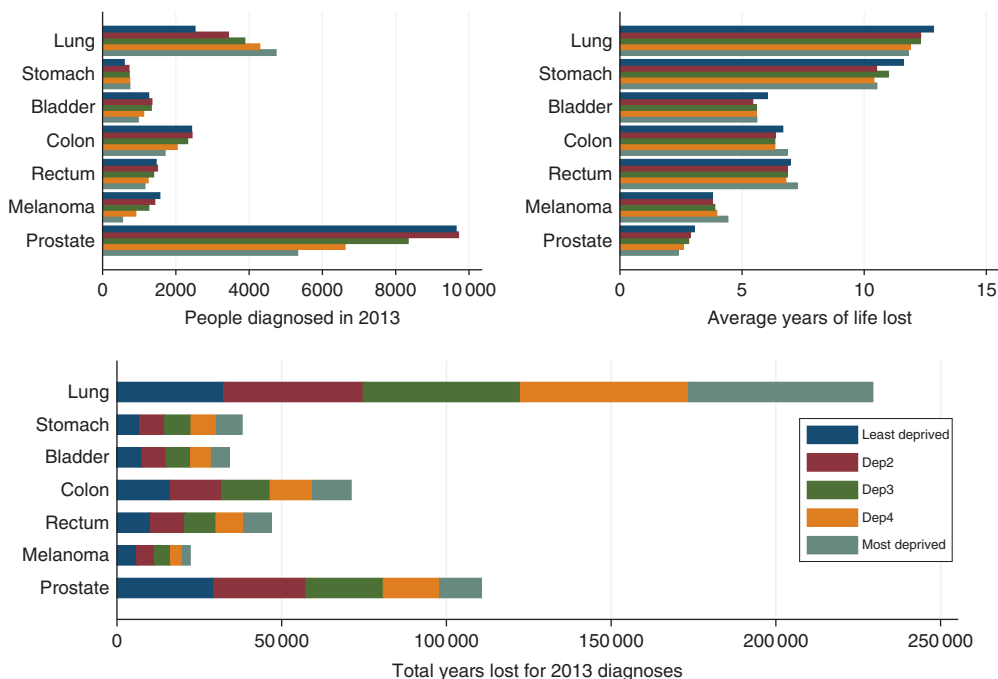 Lung
Stomach
Bladder
Colon
Rectum
Melanoma
Prostate
0 2000 4000 6000 8000 10 000
People diagnosed in 2013
Lung
Stomach
Bladder
Colon
Rectum
Melanoma
Prostate
0 5 10 15
Average years of life lost
Lung
Stomach
Bladder
Colon
Rectum
Melanoma
Prostate
0 50 000 100 000 150 000 200 000 250 000
Total years lost for 2013 diagnoses
Least deprived
Dep2
Dep3
Dep4
Most deprived